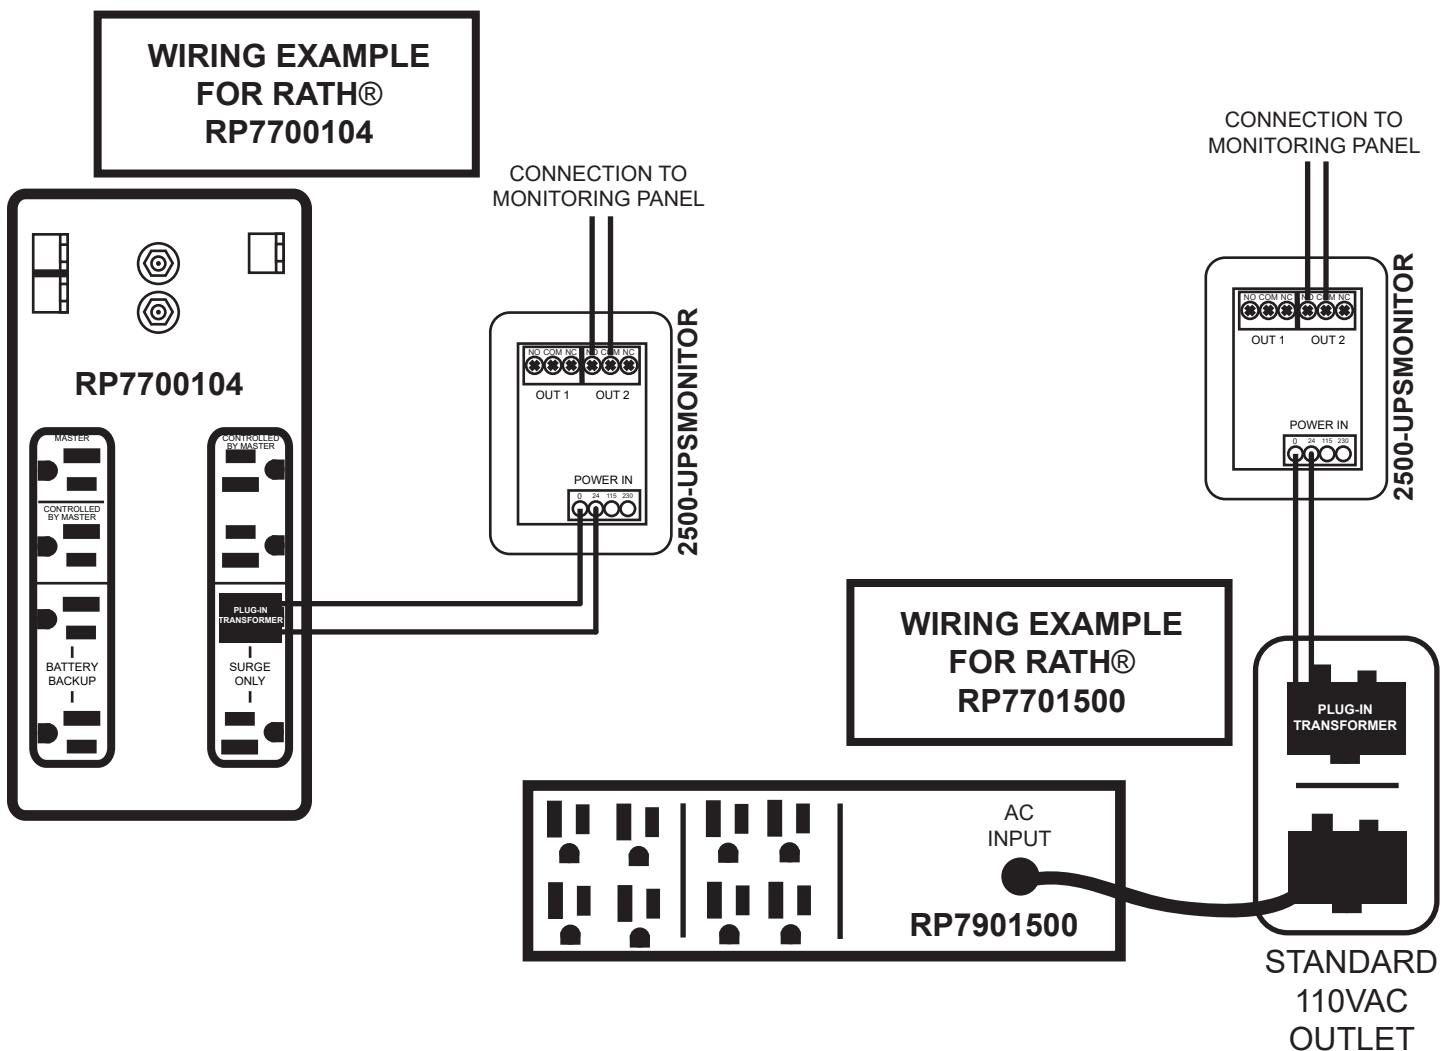 WIRING EXAMPLE
FOR RATH®
RP7700104
CONNECTION TO
MONITORING PANEL
NO COM NC NO COM NC
OUT 1 OUT 2
POWER IN
0 24 115 230
2500-UPSMONITOR
RP7700104
MASTER
CONTROLLED
BY MASTER
BATTERY
BACKUP
CONTROLLED
BY MASTER
PLUG-IN
TRANSFORMER
SURGE
ONLY
CONNECTION TO
MONITORING PANEL
NO COM NC NO COM NC
OUT 1 OUT 2
POWER IN
0 24 115 230
2500-UPSMONITOR
WIRING EXAMPLE
FOR RATH®
RP7701500
PLUG-IN
TRANSFORMER
AC
INPUT
RP7901500
STANDARD
110VAC
OUTLET